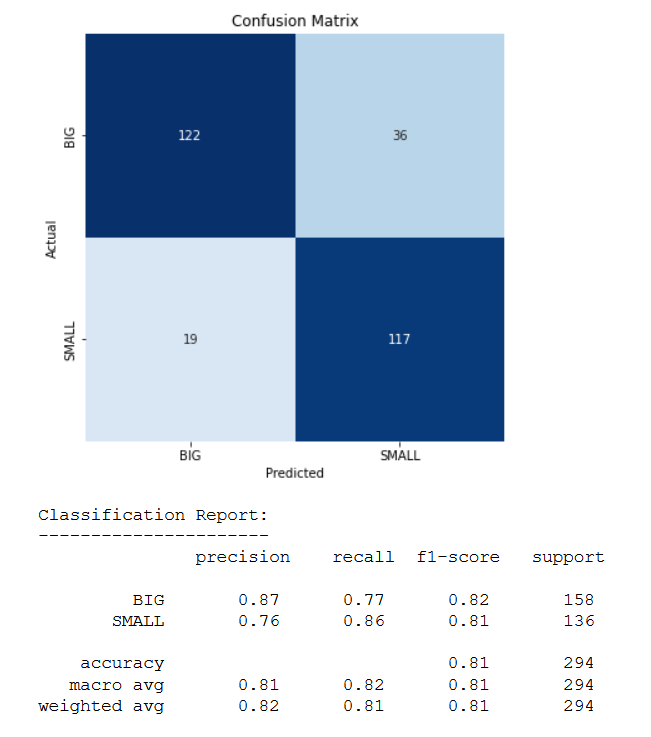 Confusion Matrix
BIG
122
36
Actual
SMALL
19
117
BIG SMALL
Predicted
Classification Report:
----------------------
precision recall f1-score support
BIG 0.87 0.77 0.82 158
SMALL 0.76 0.86 0.81 136
accuracy 0.81 294
macro avg 0.81 0.82 0.81 294
weighted avg 0.82 0.81 0.81 294